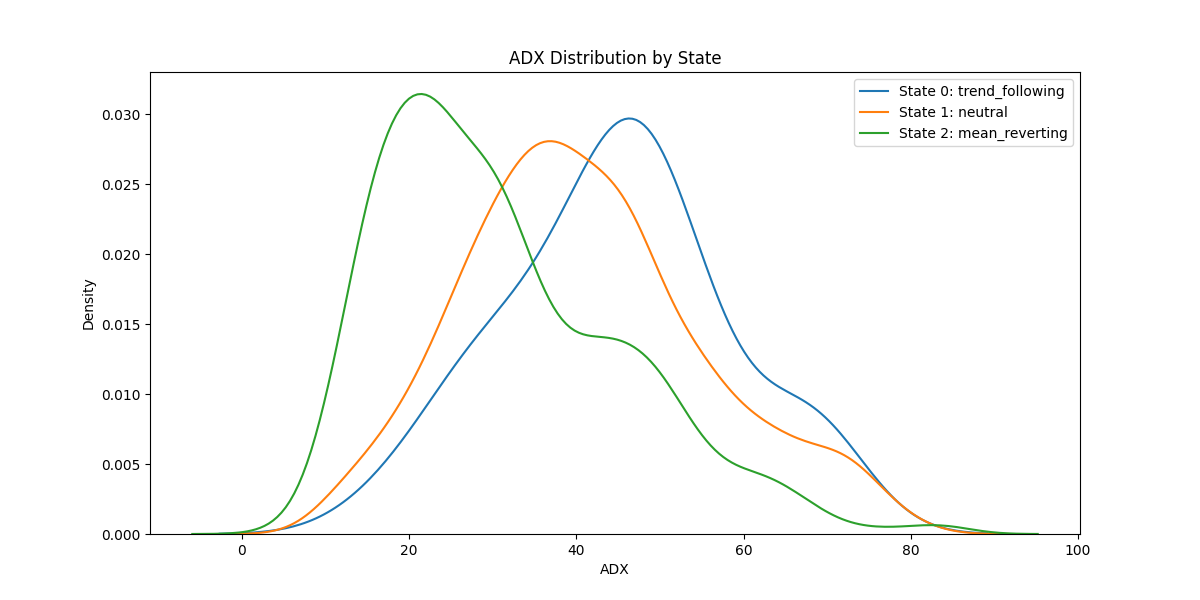 ADX Distribution by State
State 0: trend_following
State 1: neutral
State 2: mean_reverting
0.030
0.025
0.020
0.015
0.010
0.005
0.000
Density
0 20 40 60 80 100
ADX